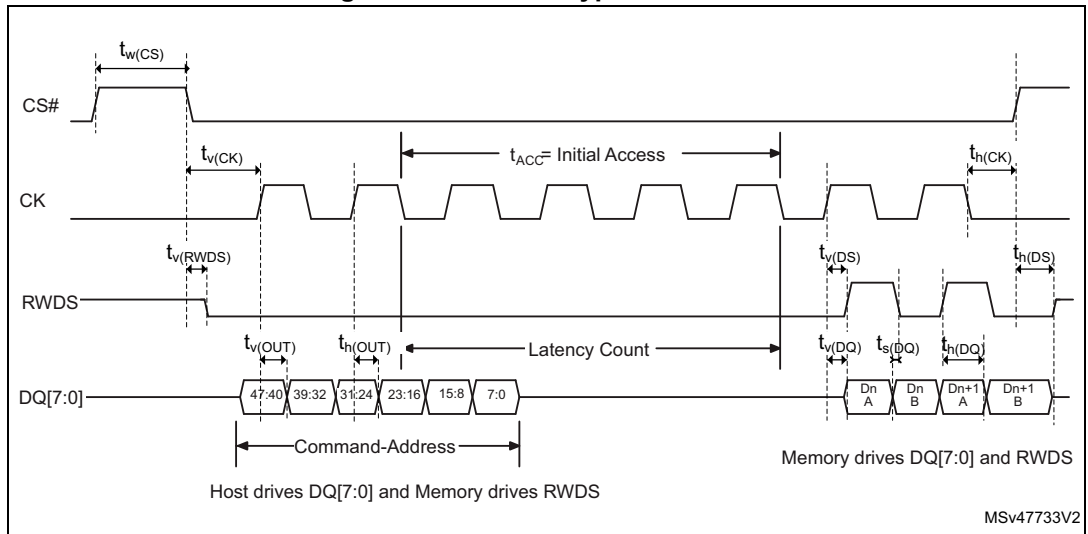 tw(CS)
CS#
tv(CK)
tACC= Initial Access
th(CK)
CK
tv(RWDS)
tv(DS)
th(DS)
RWDS
tv(OUT)
th(OUT)
Latency Count
tv(DQ)
ts(DQ)
th(DQ)
DQ[7:0]
47:40
39:32
31:24
23:16
15:8
7:0
Dn
A
Dn
B
Dn+1
A
Dn+1
B
Command-Address
Memory drives DQ[7:0] and RWDS
Host drives DQ[7:0] and Memory drives RWDS
MSv47733V2